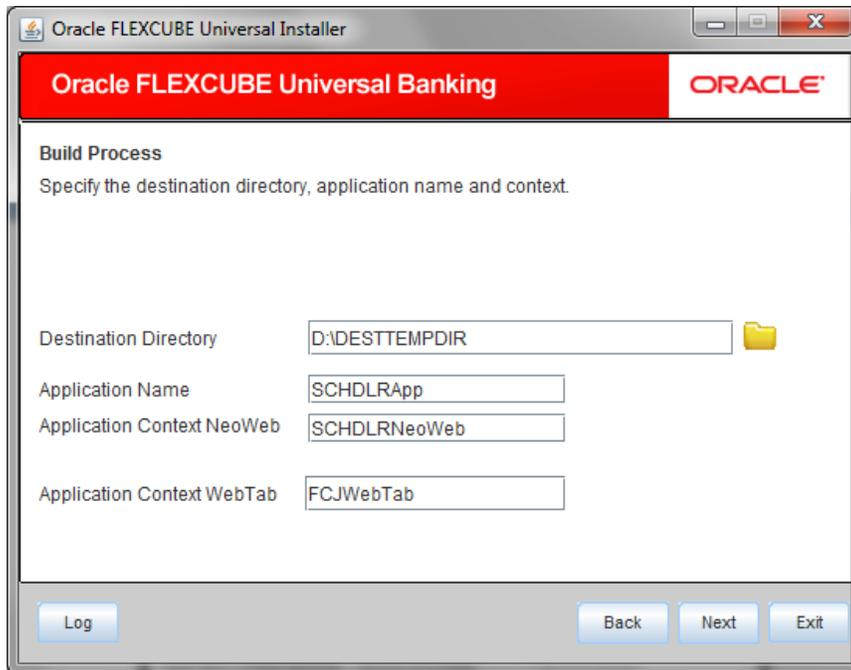 Oracle FLEXCUBE Universal Installer
Oracle FLEXCUBE Universal Banking
ORACLE
Build Process
Specify the destination directory, application name and context.
Destination Directory D:\DESTTEMPDIR
Application Name SCHDLRApp
Application Context NeoWeb SCHDLRNeoWeb
Application Context WebTab FCJWebTab
Log Back Next Exit